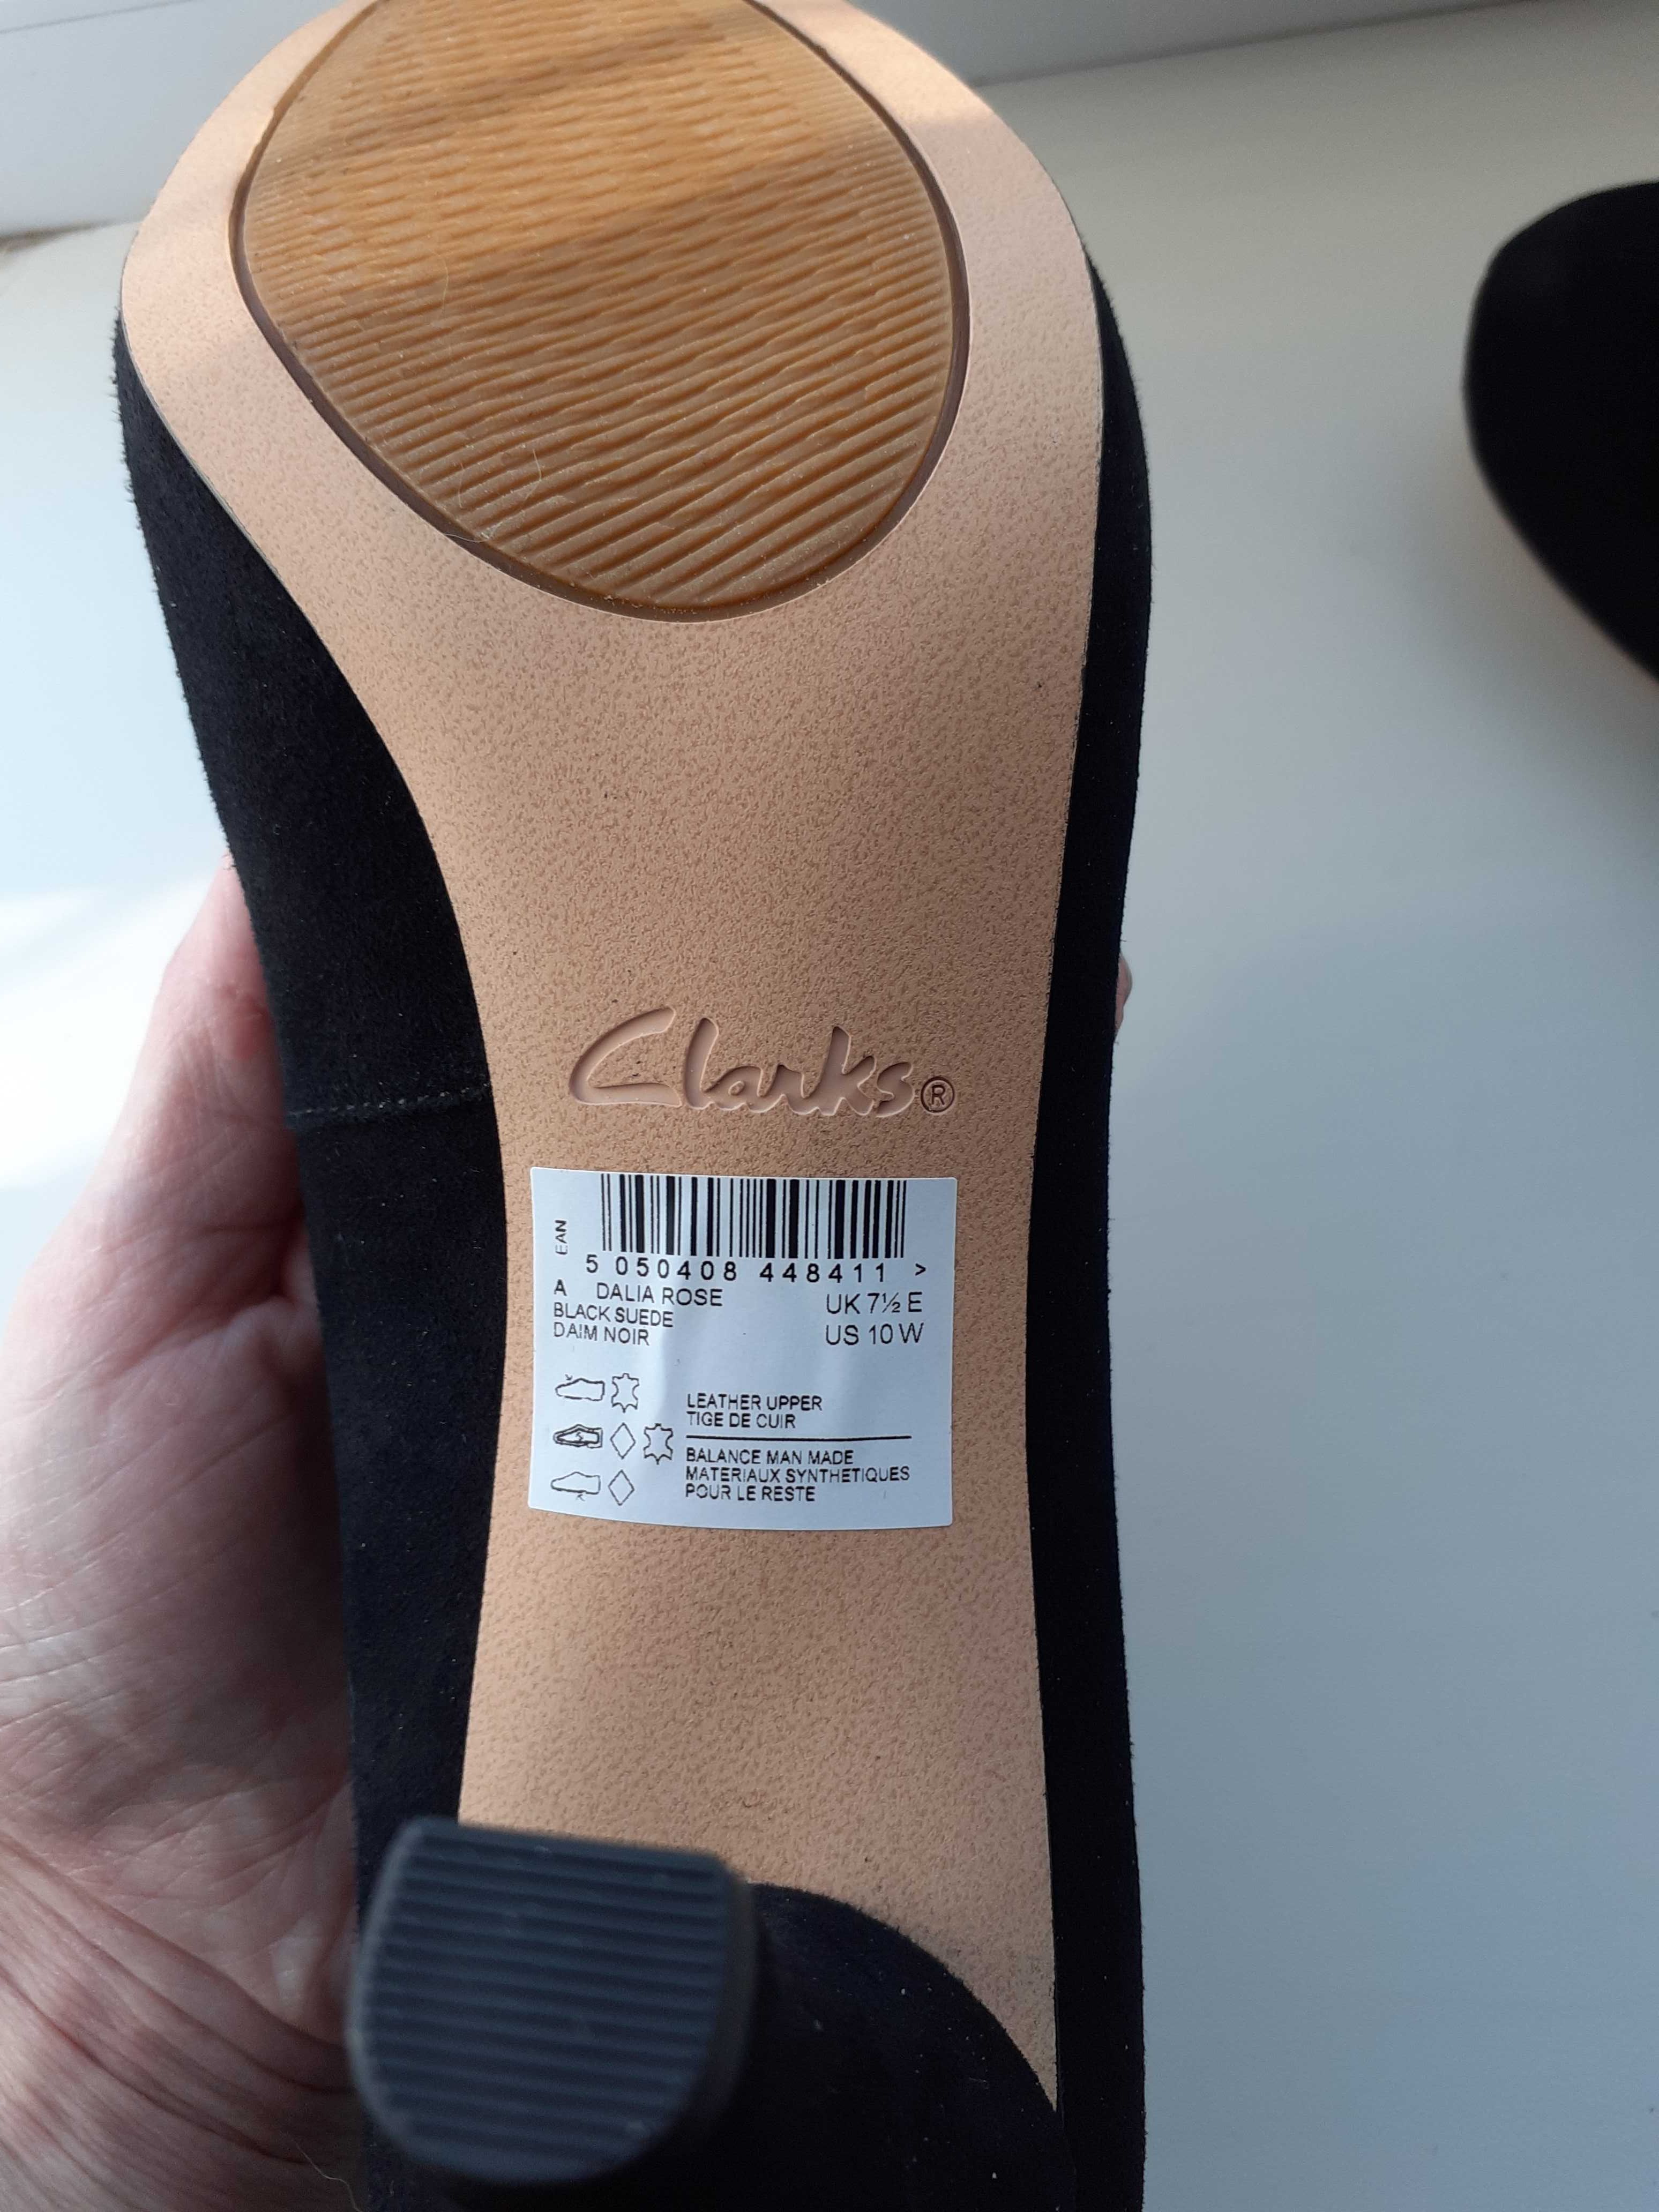 Clarks®
EAN
5 050408 448411 >
A DALIA ROSE
BLACK SUEDE
DAIM NOIR
UK 7½ E
US 10 W
LEATHER UPPER
TIGE DE CUIR
BALANCE MAN MADE
MATERIAUX SYNTHETIQUES
POUR LE RESTE